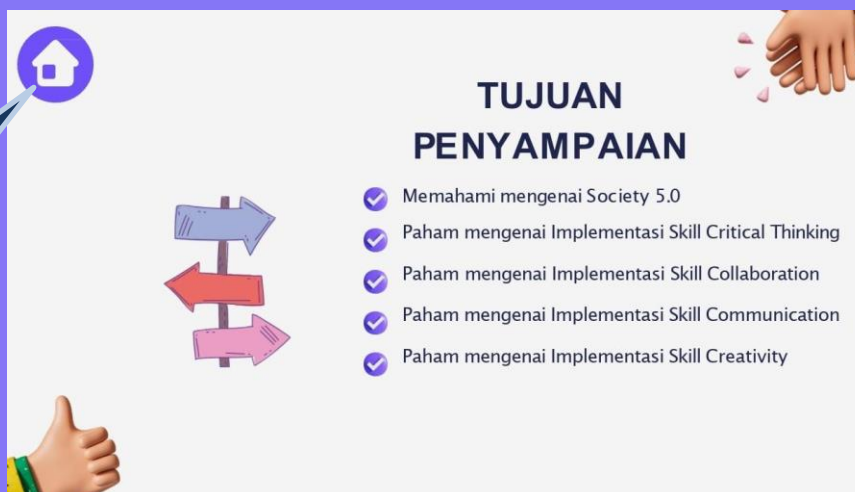 TUJUAN
PENYAMPAIAN
Memahami mengenai Society 5.0
Paham mengenai Implementasi Skill Critical Thinking
Paham mengenai Implementasi Skill Collaboration
Paham mengenai Implementasi Skill Communication
Paham mengenai Implementasi Skill Creativity